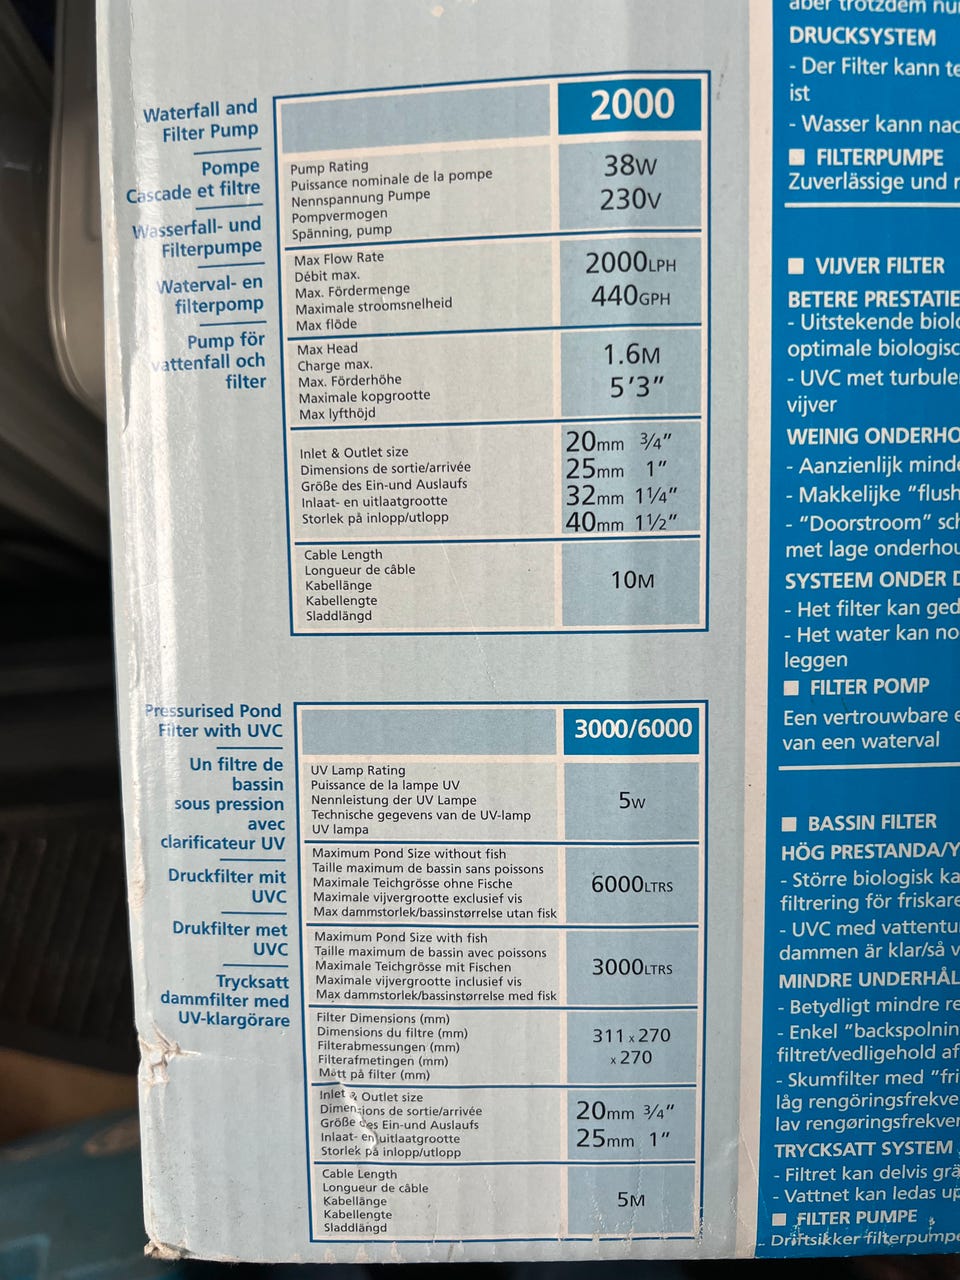 Waterfall and
Filter Pump
Pompe
Cascade et filtre
Wasserfall- und
Filterpumpe
Waterval- en
filterpomp
Pump för
vattenfall och
filter
2000
Pump Rating
Puissance nominale de la pompe
Nennspannung Pumpe
Pompvermogen
Spänning, pump
38W
230V
Max Flow Rate
Débit max.
Max. Fördermenge
Maximale stroomsnelheid
Max flöde
2000LPH
440GPH
Max Head
Charge max.
Max. Förderhöhe
Maximale kopgrootte
Max lyfthöjd
1.6M
5’3”
Inlet & Outlet size
Dimensions de sortie/arrivée
Größe des Ein-und Auslaufs
Inlaat- en uitlaatgrootte
Storlek på inlopp/utlopp
20mm 3/4”
25mm 1”
32mm 11/4”
40mm 11/2”
Cable Length
Longueur de câble
Kabellänge
Kabellengte
Sladdlängd
10M
Pressurised Pond
Filter with UVC
Un filtre de
bassin
sous pression
avec
clarificateur UV
Druckfilter mit
UVC
Drukfilter met
UVC
Trycksatt
dammfilter med
UV-klargörare
3000/6000
UV Lamp Rating
Puissance de la lampe UV
Nennleistung der UV Lampe
Technische gegevens van de UV-lamp
UV lampa
5W
Maximum Pond Size without fish
Taille maximum de bassin sans poissons
Maximale Teichgrösse ohne Fische
Maximale vijvergrootte exclusief vis
Max dammstorlek/bassinstørrelse utan fisk
6000LTRS
Maximum Pond Size with fish
Taille maximum de bassin avec poissons
Maximale Teichgrösse mit Fischen
Maximale vijvergrootte inclusief vis
Max dammstorlek/bassinstørrelse med fisk
3000LTRS
Filter Dimensions (mm)
Dimensions du filtre (mm)
Filterabmessungen (mm)
Filterafmetingen (mm)
Mått på filter (mm)
311 x 270
x 270
Inlet & Outlet size
Dimensions de sortie/arrivée
Größe des Ein-und Auslaufs
Inlaat- en uitlaatgrootte
Storlek på inlopp/utlopp
20mm 3/4”
25mm 1”
Cable Length
Longueur de câble
Kabellänge
Kabellengte
Sladdlängd
5M
aber trotzdem nu
DRUCKSYSTEM
- Der Filter kann te
ist
- Wasser kann nac
FILTERPUMPE
Zuverlässige und r
VIJVER FILTER
BETERE PRESTATIE
- Uitstekende biolo
optimale biologisc
- UVC met turbule
vijver
WEINIG ONDERHO
- Aanzienlijk minde
- Makkelijke “flush
- “Doorstroom” sch
met lage onderhou
SYSTEEM ONDER D
- Het filter kan ged
- Het water kan no
leggen
FILTER POMP
Een vertrouwbare e
van een waterval
BASSIN FILTER
HÖG PRESTANDA/Y
- Större biologisk ka
filtrering för friskare
- UVC med vattentu
dammen är klar/så v
MINDRE UNDERHÅL
- Betydligt mindre re
- Enkel ”backspolnin
filtret/vedligehold af
- Skumfilter med ”fri
låg rengöringsfrekve
lav rengøringsfrekver
TRYCKSATT SYSTEM
- Filtret kan delvis grä
- Vattnet kan ledas up
FILTER PUMPE
- Driftsikker filterpumpe